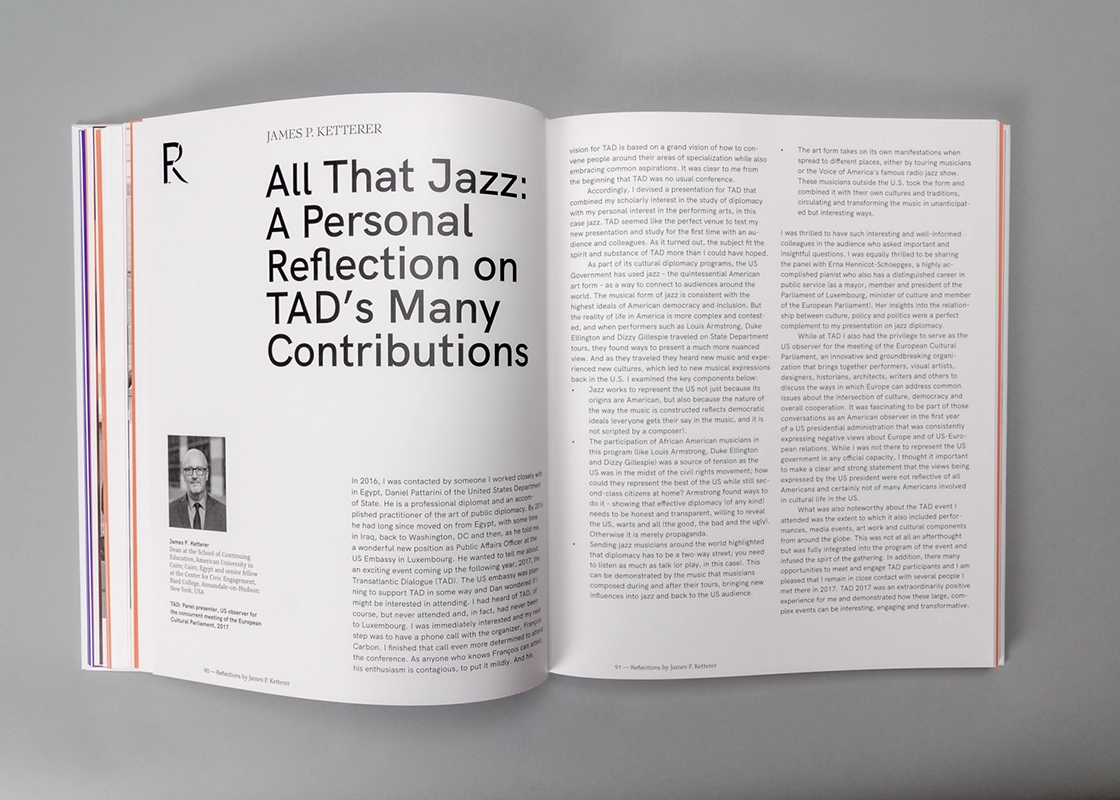 R
JAMES P. KETTERER
All That Jazz:
A Personal
Reflection on
TAD's Many
Contributions
James P. Ketterer
Dean at the School of Continuing
Education, American University in
Cairo, Cairo, Egypt and senior fellow
at the Center for Civic Engagement,
Bard College, Annandale-on-Hudson;
New York, USA
TAD: Panel presenter, US observer for
the concurrent meeting of the European
Cultural Parliament, 2017.
In 2016, I was contacted by someone I worked closely with
in Egypt, Daniel Pattarini of the United States Department
of State. He is a professional diplomat and an accom-
plished practitioner of the art of public diplomacy. By 2016
he had long since moved on from Egypt, with some time
in Iraq, back to Washington, DC and then, as he told me,
a wonderful new position as Public Affairs Officer at the
US Embassy in Luxembourg. He wanted to tell me about
an exciting event coming up the following year, 2017, the
Transatlantic Dialogue (TAD). The US embassy was plan-
ning to support TAD in some way and Dan wondered if I
might be interested in attending. I had heard of TAD, of
course, but never attended and, in fact, had never been
to Luxembourg. I was immediately interested and my next
step was to have a phone call with the organizer, François
Carbon. I finished that call even more determined to attend
the conference. As anyone who knows François can attest,
his enthusiasm is contagious, to put it mildly. And his
90 — Reflections by James P. Ketterer
vision for TAD is based on a grand vision of how to con-
vene people around their areas of specialization while also
embracing common aspirations. It was clear to me from
the beginning that TAD was no usual conference.
Accordingly, I devised a presentation for TAD that
combined my scholarly interest in the study of diplomacy
with my personal interest in the performing arts, in this
case jazz. TAD seemed like the perfect venue to test my
new presentation and study for the first time with an au-
dience and colleagues. As it turned out, the subject fit the
spirit and substance of TAD more than I could have hoped.
As part of its cultural diplomacy programs, the US
Government has used jazz – the quintessential American
art form – as a way to connect to audiences around the
world. The musical form of jazz is consistent with the
highest ideals of American democracy and inclusion. But
the reality of life in America is more complex and contest-
ed, and when performers such as Louis Armstrong, Duke
Ellington and Dizzy Gillespie traveled on State Department
tours, they found ways to present a much more nuanced
view. And as they traveled they heard new music and expe-
rienced new cultures, which led to new musical expressions
back in the U.S. I examined the key components below:
• Jazz works to represent the US not just because its
origins are American, but also because the nature of
the way the music is constructed reflects democratic
ideals (everyone gets their say in the music, and it is
not scripted by a composer).
• The participation of African American musicians in
this program (like Louis Armstrong, Duke Ellington
and Dizzy Gillespie) was a source of tension as the
US was in the midst of the civil rights movement; how
could they represent the best of the US while still sec-
ond-class citizens at home? Armstrong found ways to
do it – showing that effective diplomacy (of any kind)
needs to be honest and transparent, willing to reveal
the US, warts and all (the good, the bad and the ugly).
Otherwise it is merely propaganda.
• Sending jazz musicians around the world highlighted
that diplomacy has to be a two-way street; you need
to listen as much as talk (or play, in this case). This
can be demonstrated by the music that musicians
composed during and after their tours, bringing new
influences into jazz and back to the US audience.
• The art form takes on its own manifestations when
spread to different places, either by touring musicians
or the Voice of America's famous radio jazz show.
These musicians outside the U.S. took the form and
combined it with their own cultures and traditions,
circulating and transforming the music in unanticipat-
ed but interesting ways.
I was thrilled to have such interesting and well-informed
colleagues in the audience who asked important and
insightful questions. I was equally thrilled to be sharing
the panel with Erna Hennicot-Schoepges, a highly ac-
complished pianist who also has a distinguished career in
public service (as a mayor, member and president of the
Parliament of Luxembourg, minister of culture and member
of the European Parliament). Her insights into the relation-
ship between culture, policy and politics were a perfect
complement to my presentation on jazz diplomacy.
While at TAD I also had the privilege to serve as the
US observer for the meeting of the European Cultural
Parliament, an innovative and groundbreaking organi-
zation that brings together performers, visual artists,
designers, historians, architects, writers and others to
discuss the ways in which Europe can address common
issues about the intersection of culture, democracy and
overall cooperation. It was fascinating to be part of those
conversations as an American observer in the first year
of a US presidential administration that was consistently
expressing negative views about Europe and of US-Euro-
pean relations. While I was not there to represent the US
government in any official capacity, I thought it important
to make a clear and strong statement that the views being
expressed by the US president were not reflective of all
Americans and certainly not of many Americans involved
in cultural life in the US.
What was also noteworthy about the TAD event I
attended was the extent to which it also included perfor-
mances, media events, art work and cultural components
from around the globe. This was not at all an afterthought
but was fully integrated into the program of the event and
infused the spirt of the gathering. In addition, there many
opportunities to meet and engage TAD participants and I am
pleased that I remain in close contact with several people I
met there in 2017. TAD 2017 was an extraordinarily positive
experience for me and demonstrated how these large, com-
plex events can be interesting, engaging and transformative.
91 — Reflections by James P. Ketterer